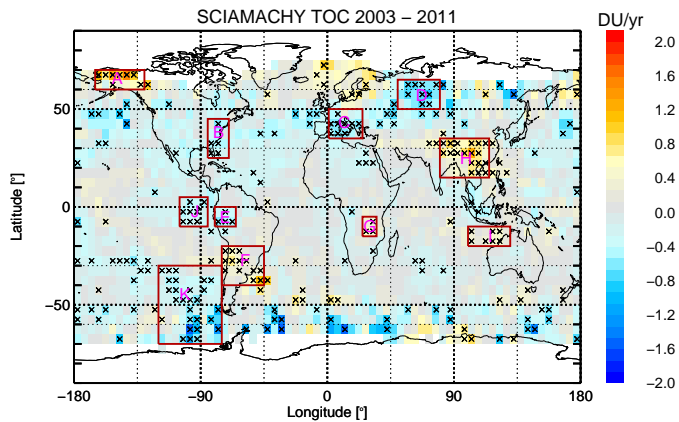 SCIAMACHY TOC 2003 – 2011
DU/yr
2.0
1.6
1.2
0.8
0.4
0.0
−0.4
−0.8
−1.2
−1.6
−2.0
Latitude [°]
50
0
−50
A
B
H
G
F
K
I
−180
−90
0
90
180
Longitude [°]